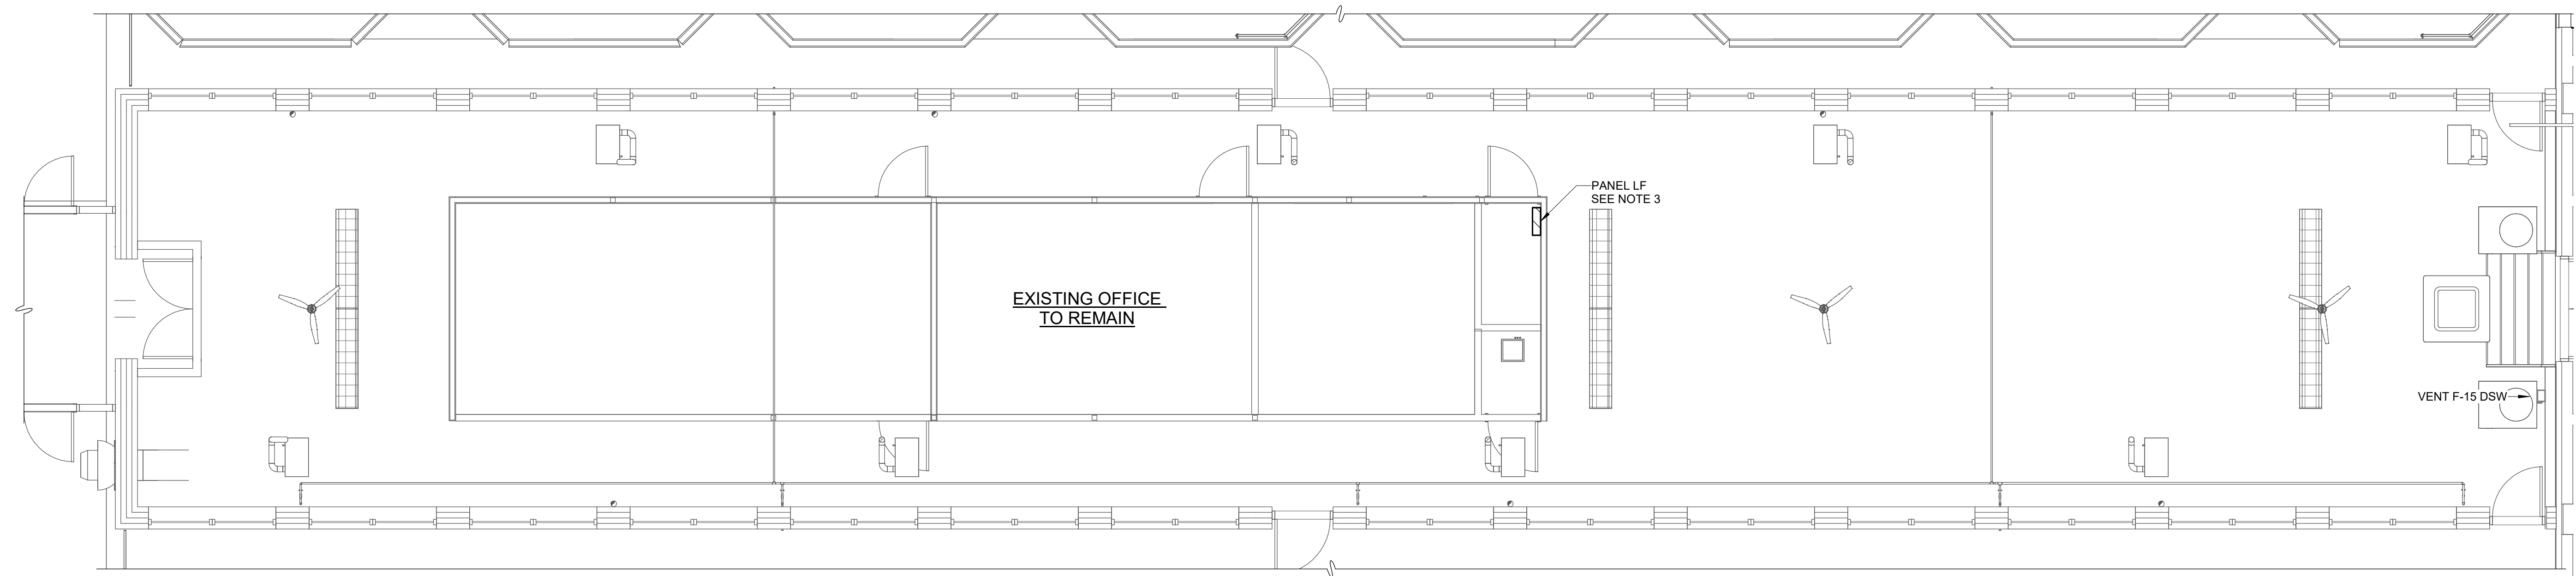 PANEL LF
SEE NOTE 3
EXISTING OFFICE
TO REMAIN
VENT F-15 DSW